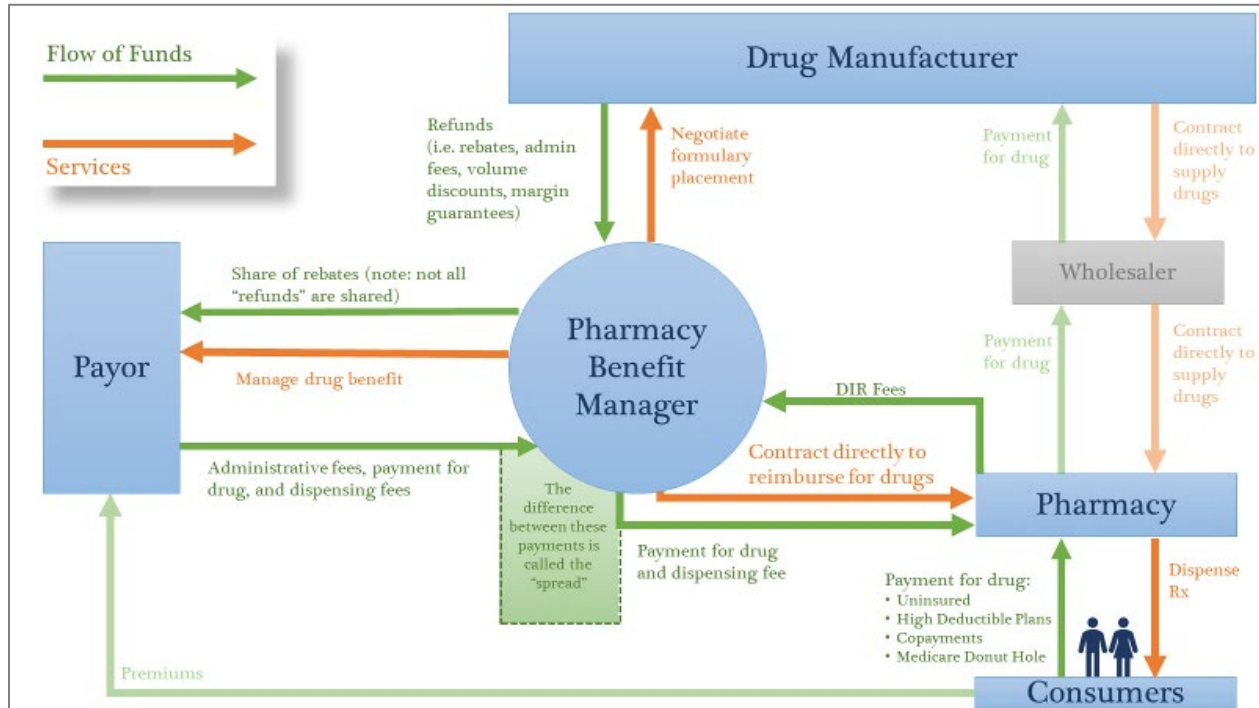 Flow of Funds
Services
Drug Manufacturer
Refunds
(i.e. rebates, admin
fees, volume
discounts, margin
guarantees)
Negotiate
formulary
placement
Payment
for drug
Contract
directly to
supply
drugs
Wholesaler
Share of rebates (note: not all
"refunds" are shared)
Payor
Manage drug benefit
Pharmacy
Benefit
Manager
Payment
for drug
Contract
directly to
supply
drugs
DIR Fees
Administrative fees, payment for
drug, and dispensing fees
The
difference
between these
payments is
called the
"spread"
Contract directly to
reimburse for drugs
Pharmacy
Payment for drug
and dispensing fee
Payment for drug:
• Uninsured
• High Deductible Plans
• Copayments
• Medicare Donut Hole
Dispense
Rx
Premiums
Consumers